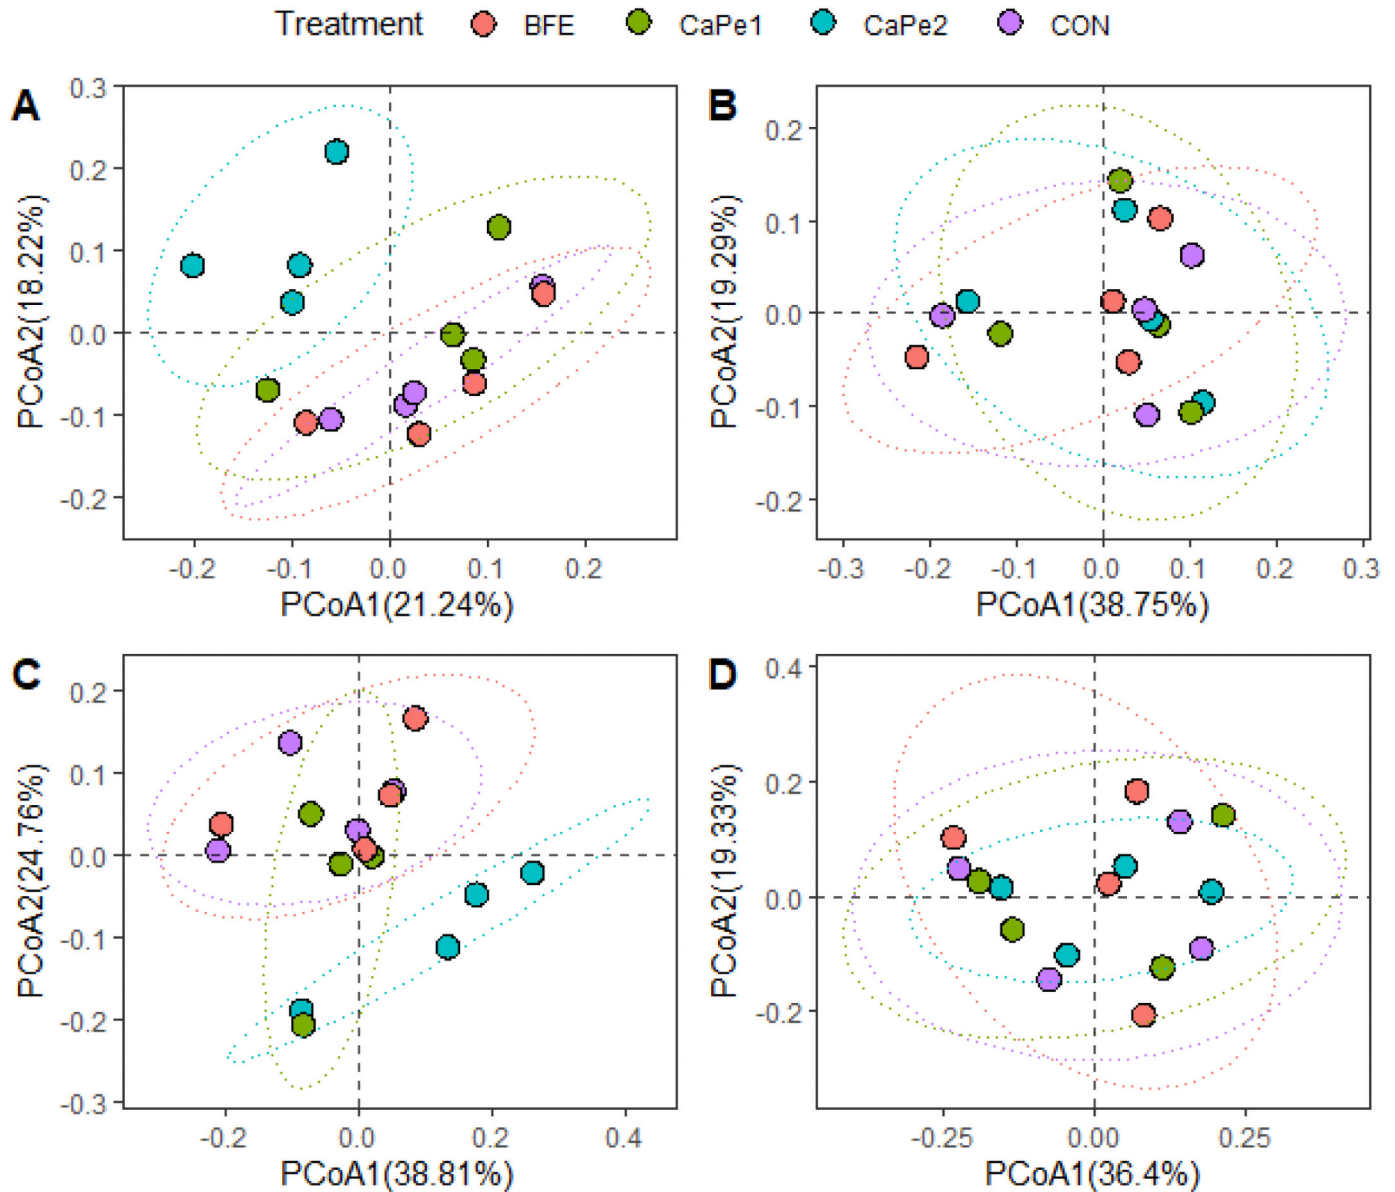 Treatment BFE CaPe1 CaPe2 CON
A
0.3
0.2
0.1
0.0
-0.1
-0.2
PCoA2(18.22%)
-0.2 -0.1 0.0 0.1 0.2
PCoA1(21.24%)
B
0.2
0.1
0.0
-0.1
-0.2
PCoA2(19.29%)
-0.3 -0.2 -0.1 0.0 0.1 0.2 0.3
PCoA1(38.75%)
C
0.2
0.1
0.0
-0.1
-0.2
-0.3
PCoA2(24.76%)
-0.2 0.0 0.2 0.4
PCoA1(38.81%)
D
0.4
0.2
0.0
-0.2
PCoA2(19.33%)
-0.25 0.00 0.25
PCoA1(36.4%)